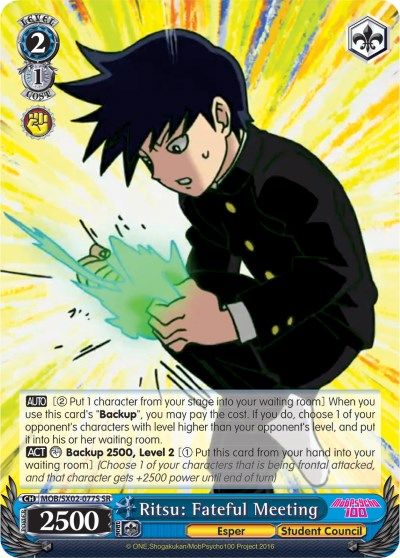 LEVEL
2
1
COST
AUTO [② Put 1 character from your stage into your waiting room] When you
use this card's "Backup", you may pay the cost. If you do, choose 1 of your
opponent's characters with level higher than your opponent's level, and put
it into his or her waiting room.
ACT Backup 2500, Level 2 [① Put this card from your hand into your
waiting room] (Choose 1 of your characters that is being frontal attacked,
and that character gets +2500 power until end of turn)
CH MOB/SX02-077S SR
2500
Ritsu: Fateful Meeting
MobPsycho
100
Esper
Student Council
© ONE,Shogakukan/MobPsycho100 Project 2016